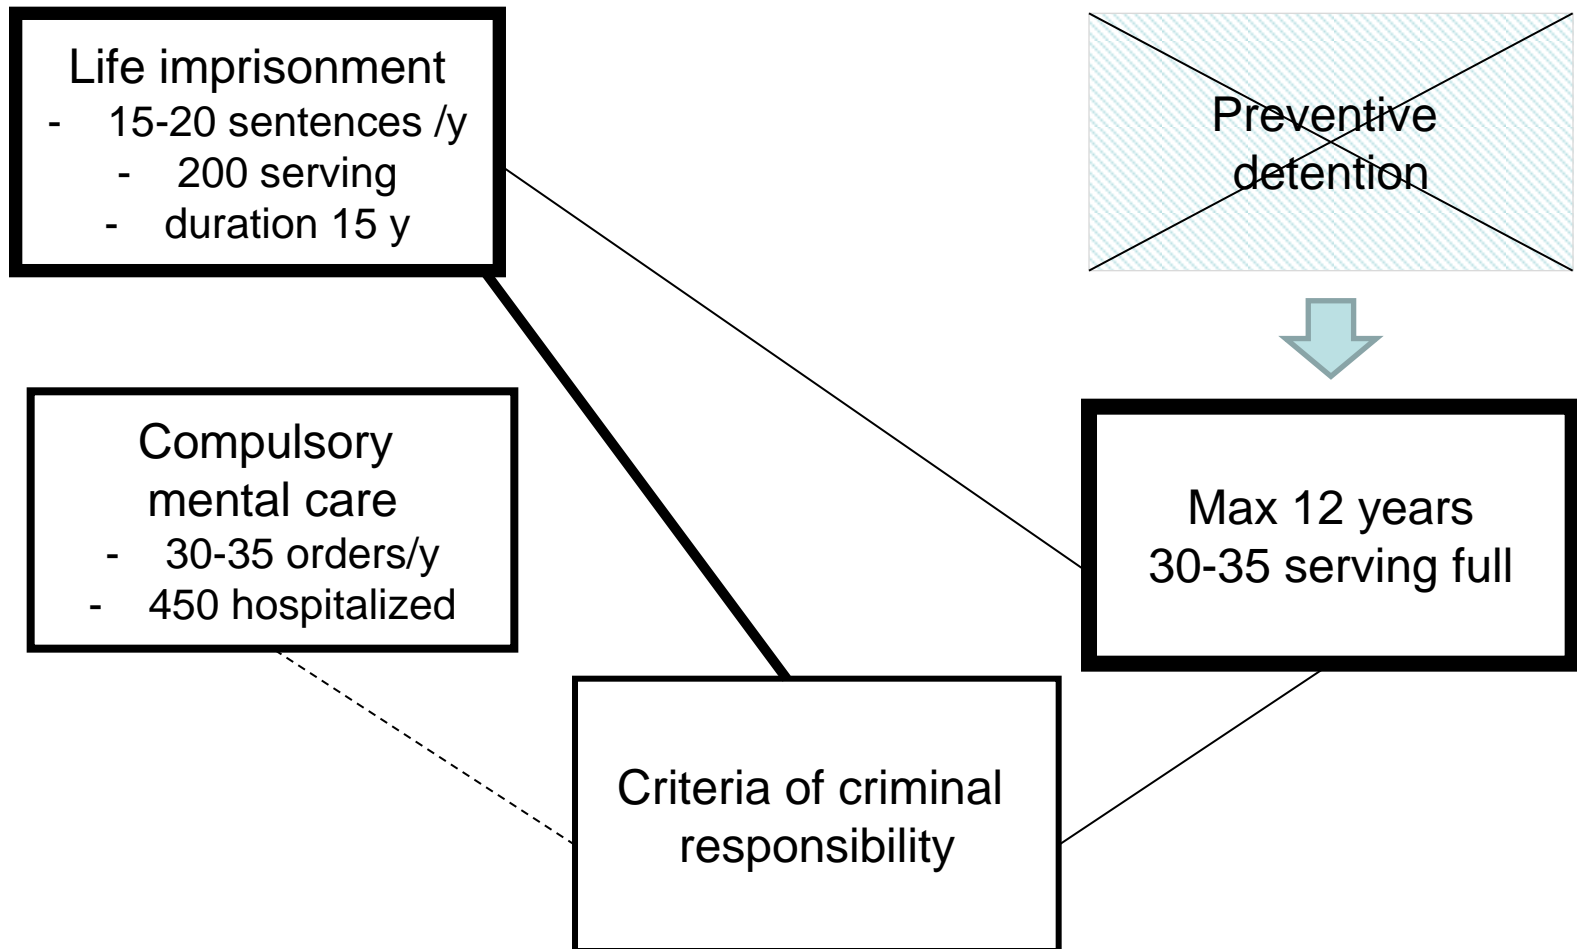 Life imprisonment
- 15-20 sentences /y
- 200 serving
- duration 15 y
Preventive
detention
Compulsory
mental care
- 30-35 orders/y
- 450 hospitalized
Max 12 years
30-35 serving full
Criteria of criminal
responsibility